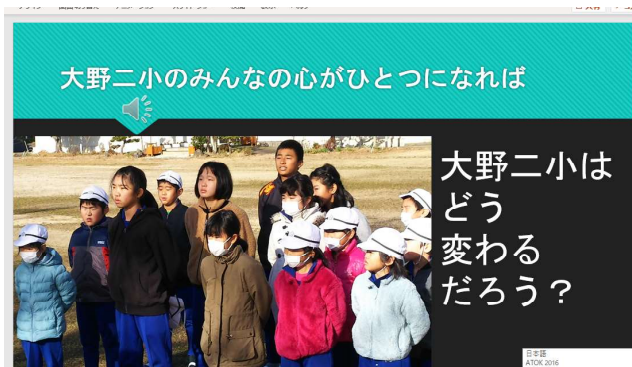 大野二小のみんなの心がひとつになれば
大野二小は
どう
変わる
だろう？
日本語
ATOK 2016